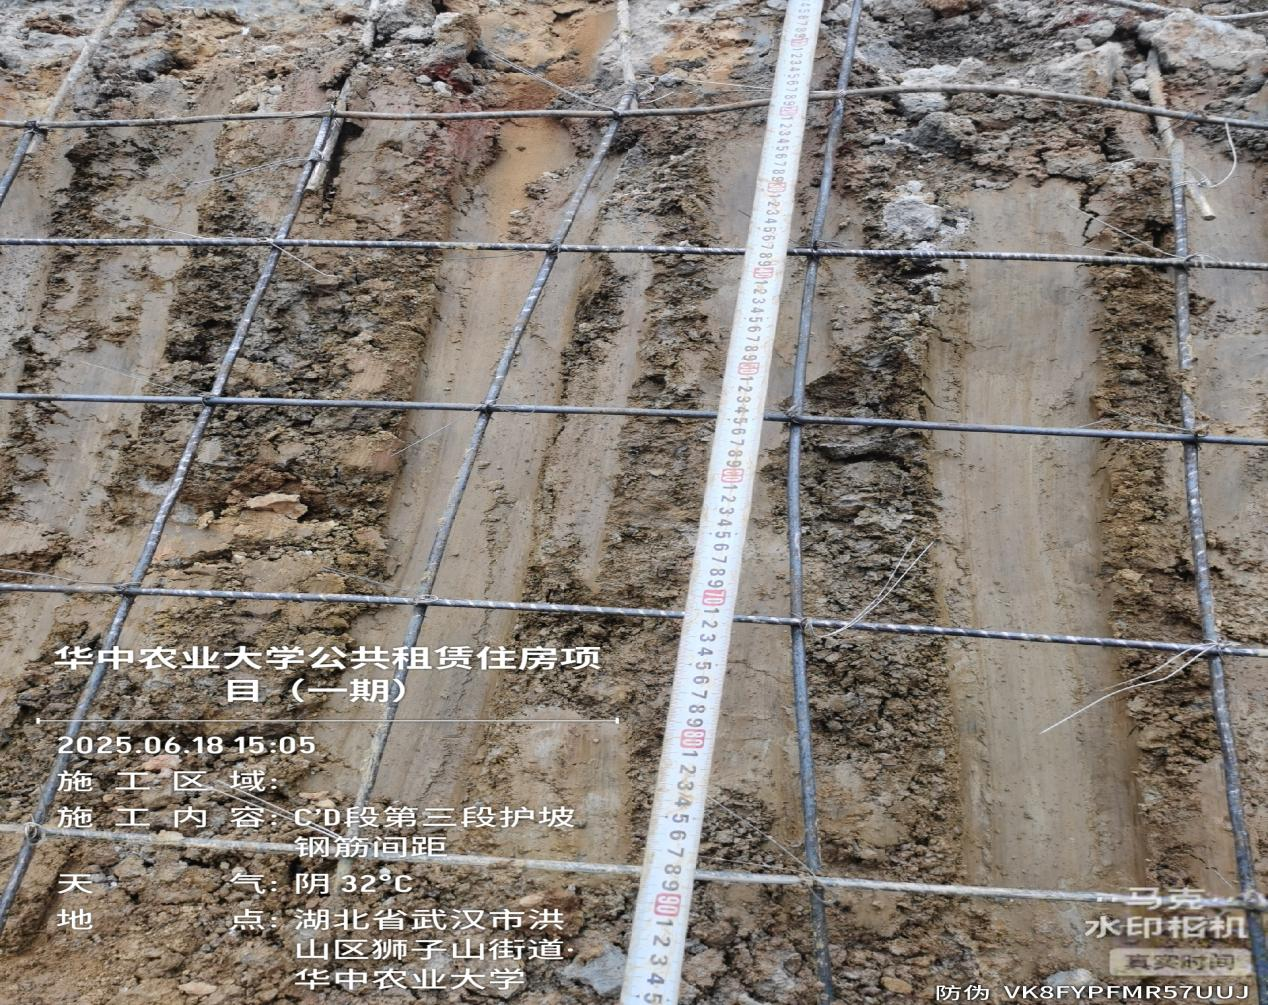 华中农业大学公共租赁住房项
目（一期）
2025.06.18 15:05
施工区域:
施工内容: C'D段第三段护坡
钢筋间距
天气: 阴 32°C
地点: 湖北省武汉市洪
山区狮子山街道·
华中农业大学
马克
水印相机
真实时间
防伪 VK8FYPFMR57UUJ